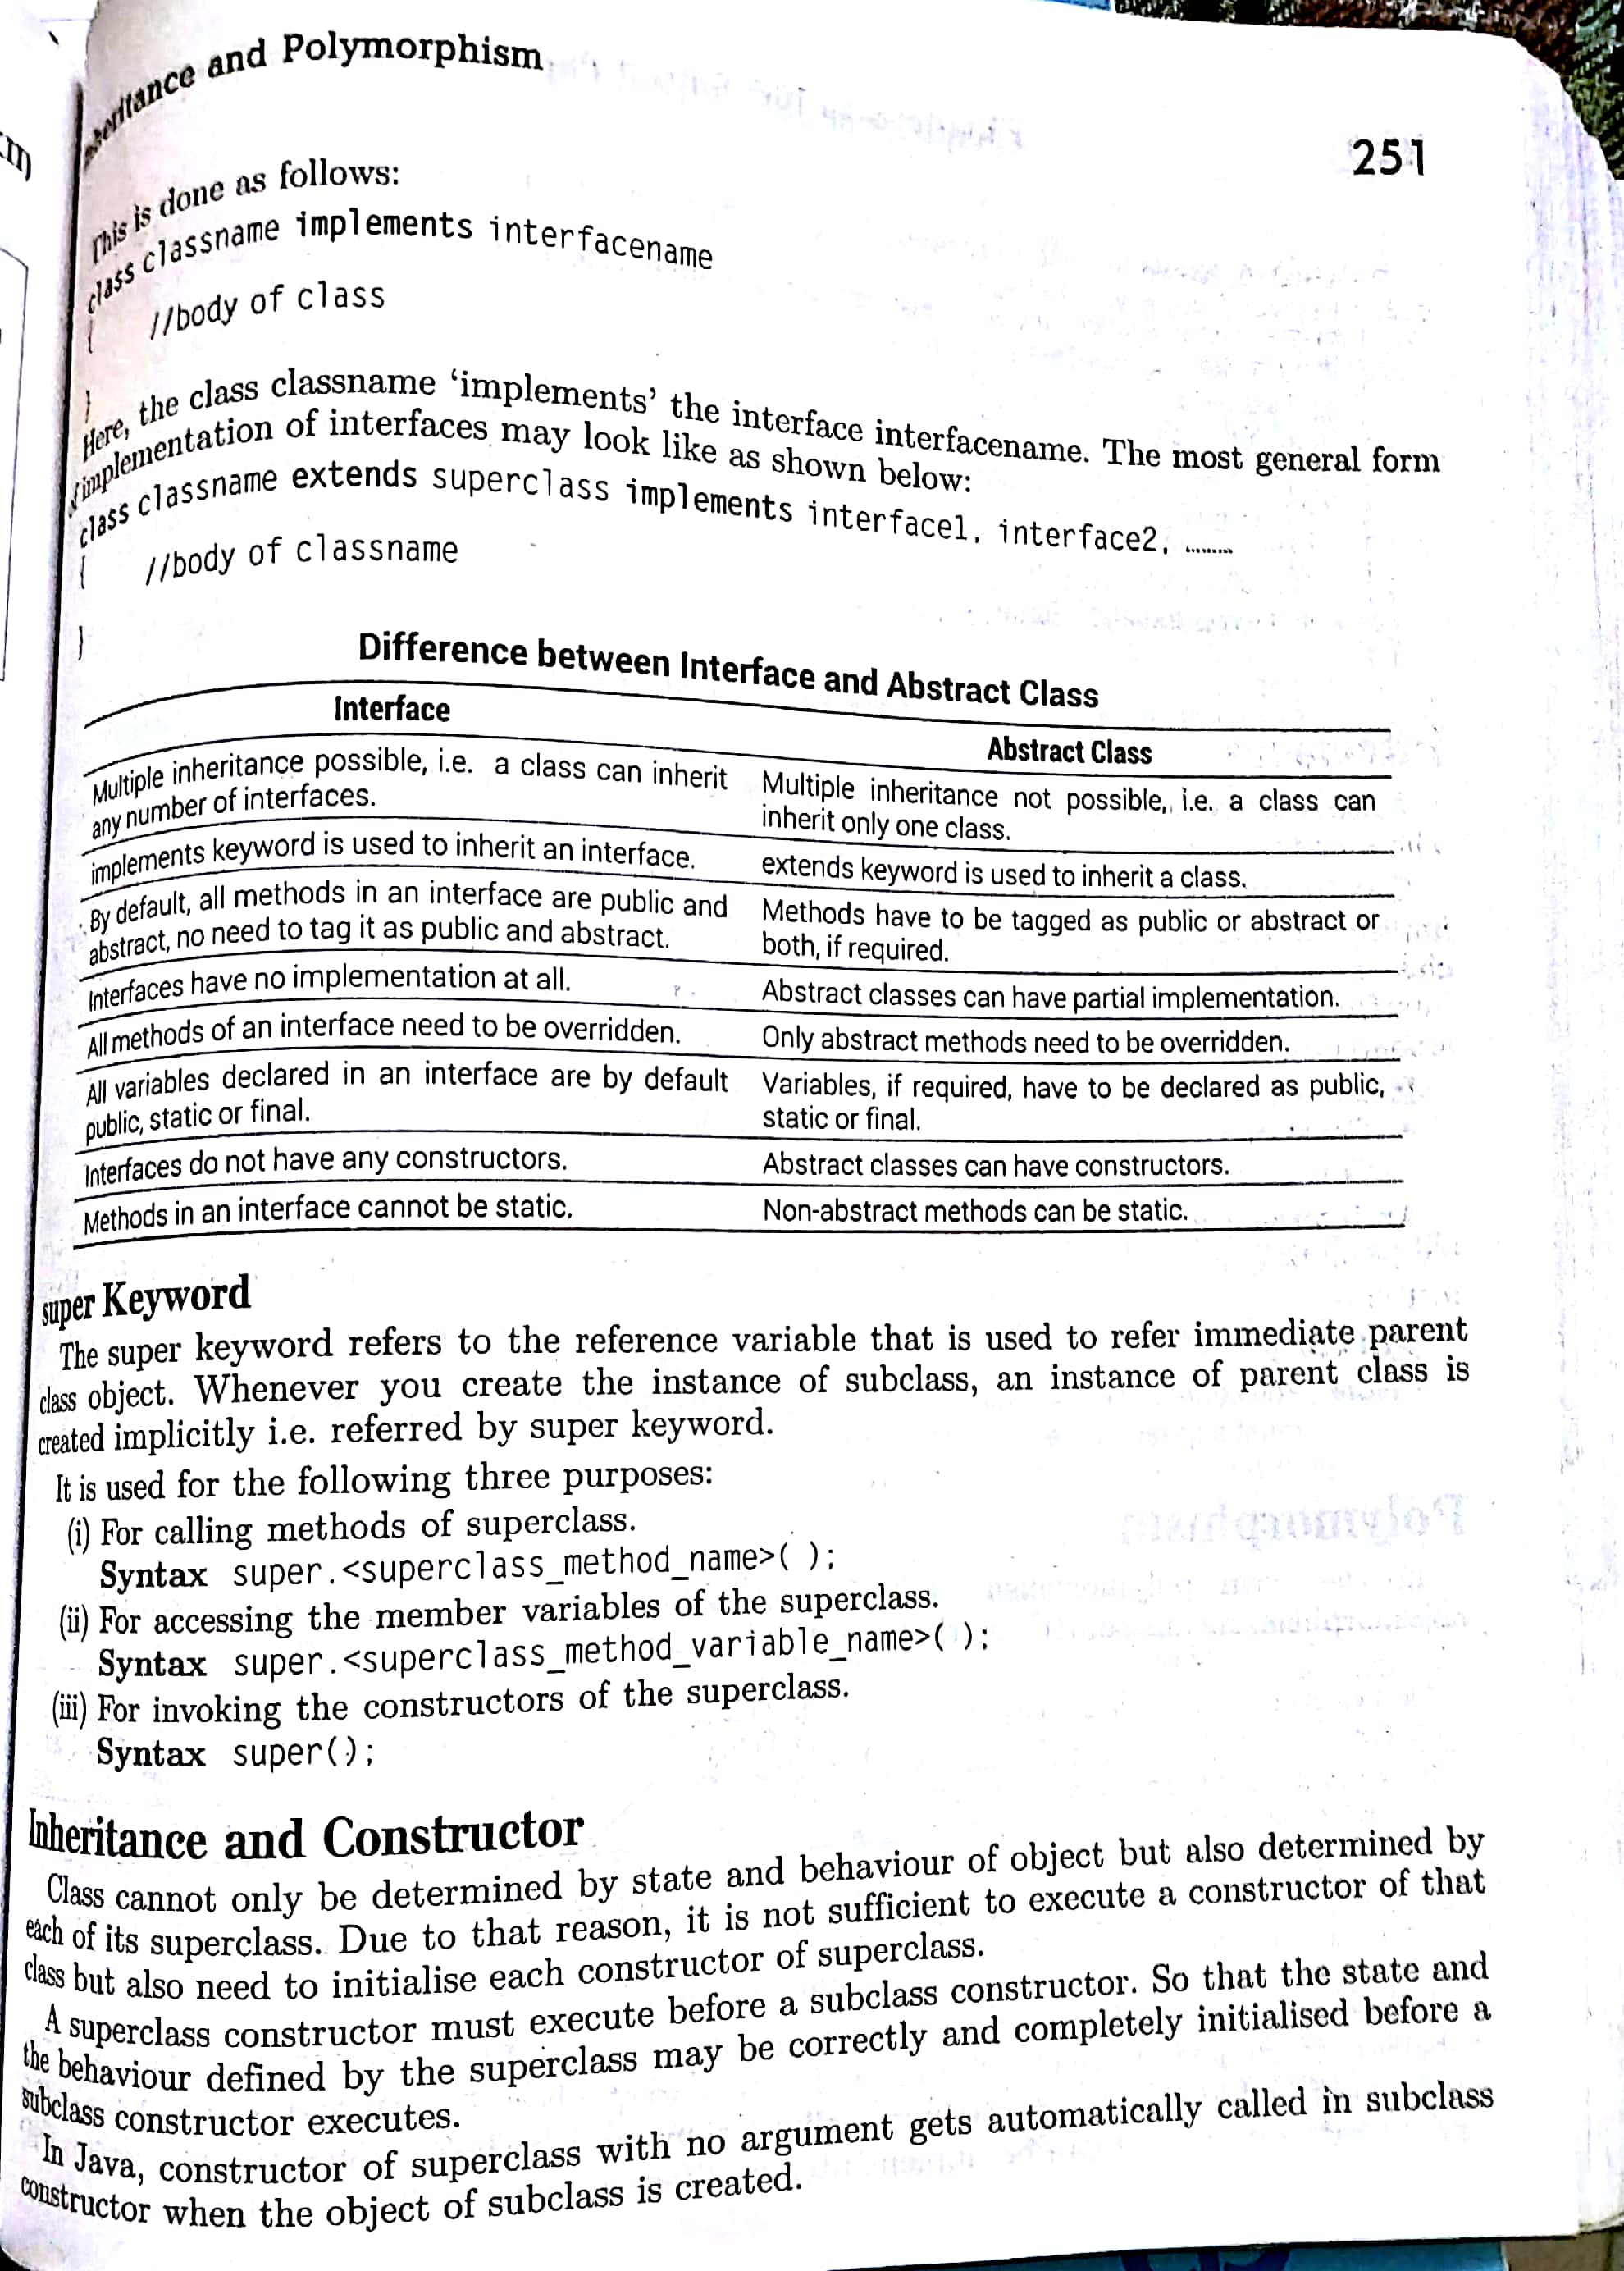 Inheritance and Polymorphism
251
This is done as follows:
class classname implements interfacename
{
//body of class
}
Here, the class classname ‘implements’ the interface interfacename. The most general form
implementation of interfaces may look like as shown below:
class classname extends superclass implements interface1, interface2, .........
{
//body of classname
}
Difference between Interface and Abstract Class
Interface
Abstract Class
Multiple inheritance possible, i.e. a class can inherit
any number of interfaces.
Multiple inheritance not possible, i.e. a class can
inherit only one class.
implements keyword is used to inherit an interface.
extends keyword is used to inherit a class.
By default, all methods in an interface are public and
abstract, no need to tag it as public and abstract.
Methods have to be tagged as public or abstract or
both, if required.
Interfaces have no implementation at all.
Abstract classes can have partial implementation.
All methods of an interface need to be overridden.
Only abstract methods need to be overridden.
All variables declared in an interface are by default
public, static or final.
Variables, if required, have to be declared as public,
static or final.
Interfaces do not have any constructors.
Abstract classes can have constructors.
Methods in an interface cannot be static.
Non-abstract methods can be static.
super Keyword
The super keyword refers to the reference variable that is used to refer immediate parent
class object. Whenever you create the instance of subclass, an instance of parent class is
created implicitly i.e. referred by super keyword.
It is used for the following three purposes:
(i) For calling methods of superclass.
Syntax super.<superclass_method_name>( );
(ii) For accessing the member variables of the superclass.
Syntax super.<superclass_method_variable_name>( );
(iii) For invoking the constructors of the superclass.
Syntax super();
Inheritance and Constructor
Class cannot only be determined by state and behaviour of object but also determined by
each of its superclass. Due to that reason, it is not sufficient to execute a constructor of that
class but also need to initialise each constructor of superclass.
A superclass constructor must execute before a subclass constructor. So that the state and
the behaviour defined by the superclass may be correctly and completely initialised before a
subclass constructor executes.
In Java, constructor of superclass with no argument gets automatically called in subclass
constructor when the object of subclass is created.